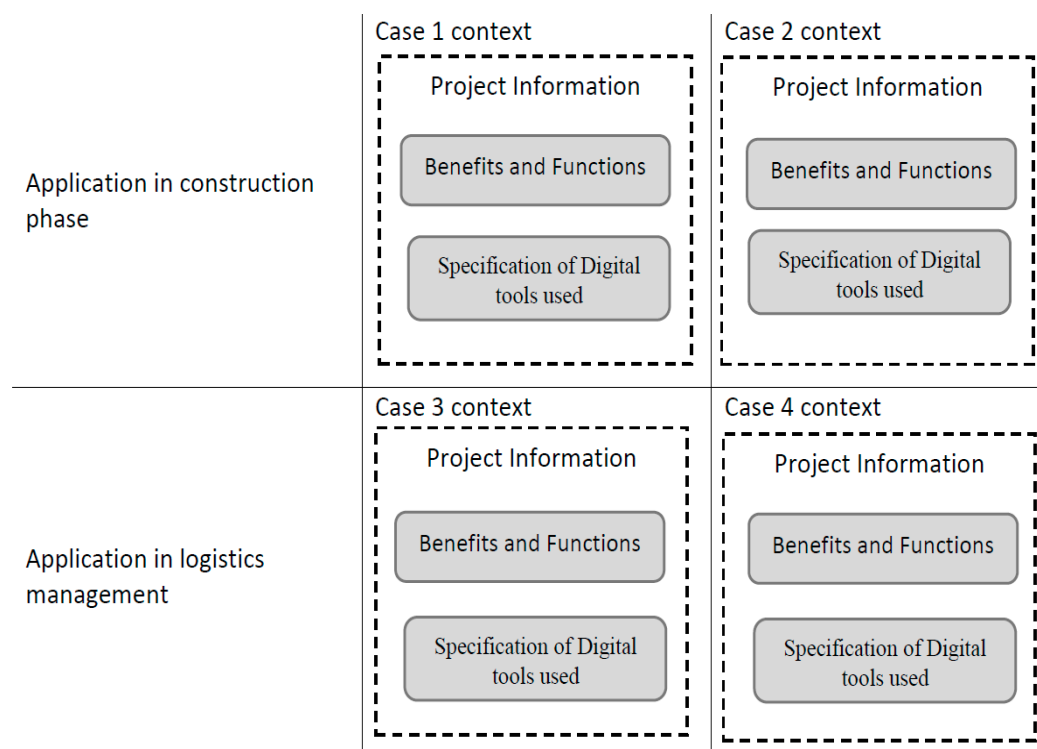 Case 1 context
Case 2 context
Application in construction
phase
Project Information
Benefits and Functions
Specification of Digital
tools used
Project Information
Benefits and Functions
Specification of Digital
tools used
Case 3 context
Case 4 context
Application in logistics
management
Project Information
Benefits and Functions
Specification of Digital
tools used
Project Information
Benefits and Functions
Specification of Digital
tools used